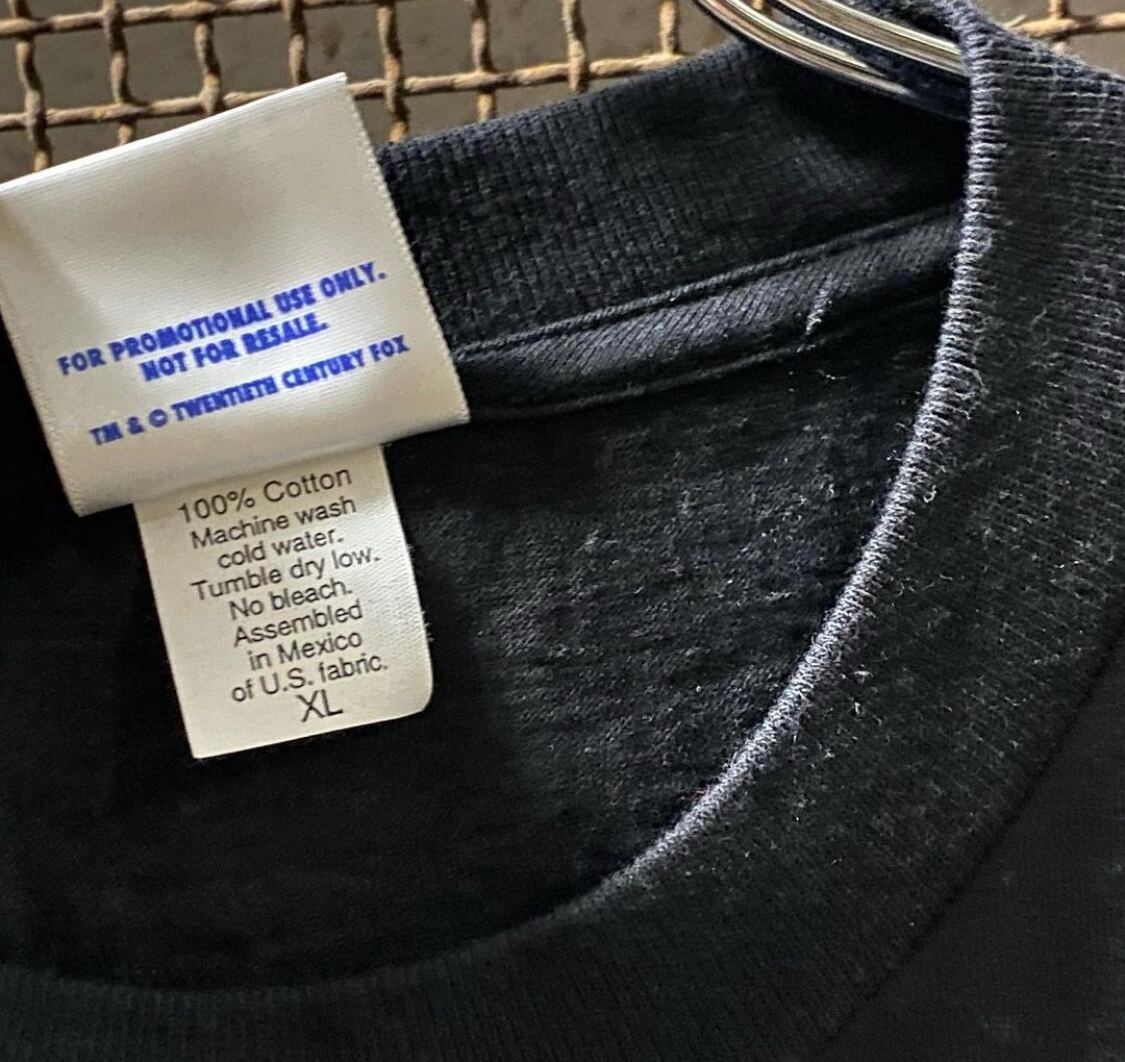 FOR PROMOTIONAL USE ONLY.
NOT FOR RESALE.
TM & © TWENTIETH CENTURY FOX
100% Cotton
Machine wash
cold water.
Tumble dry low.
No bleach.
Assembled
in Mexico
of U.S. fabric.
XL